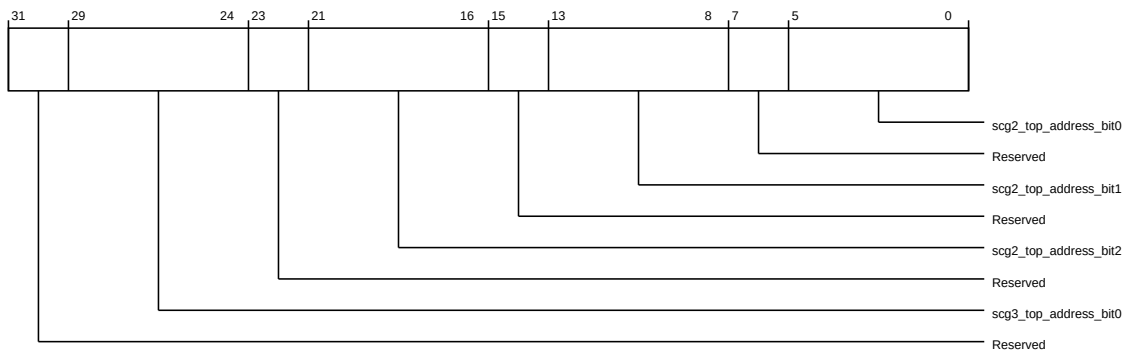 31 29 24 23 21 16 15 13 8 7 5 0
scg2_top_address_bit0
Reserved
scg2_top_address_bit1
Reserved
scg2_top_address_bit2
Reserved
scg3_top_address_bit0
Reserved